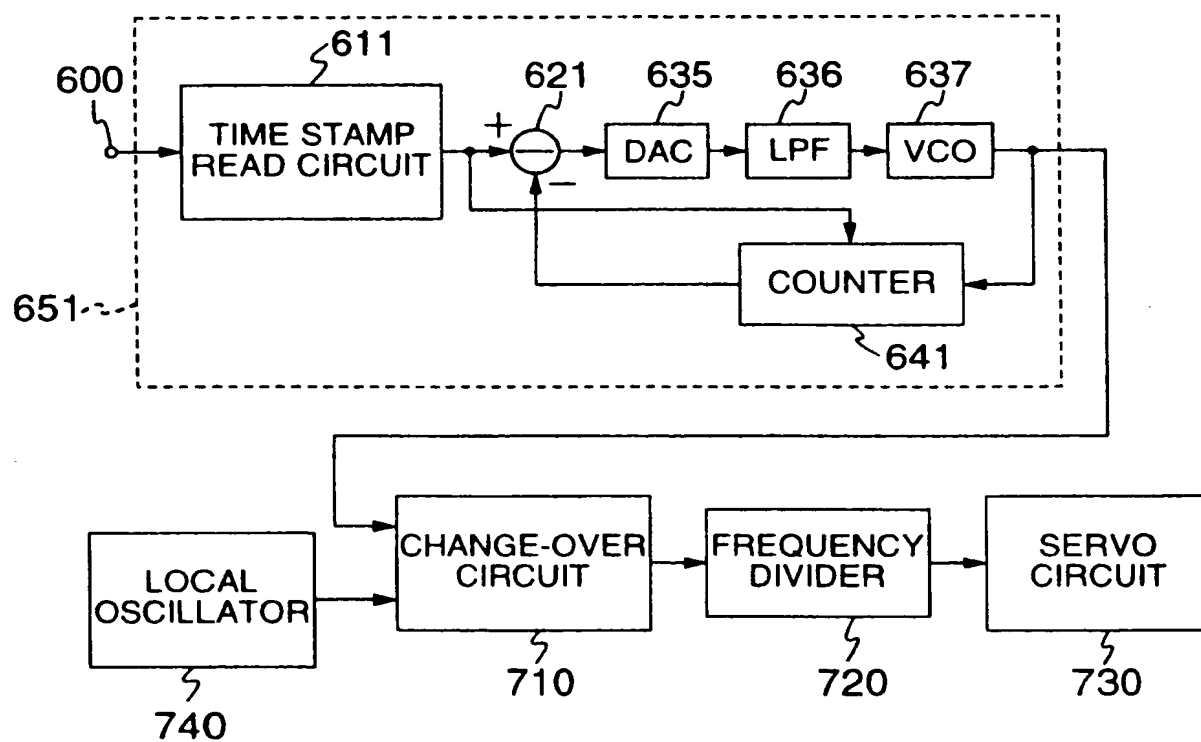 611
600
621
635
636
637
TIME STAMP
READ CIRCUIT
+
−
DAC
LPF
VCO
−
COUNTER
651
641
CHANGE-OVER
CIRCUIT
FREQUENCY
DIVIDER
SERVO
CIRCUIT
LOCAL
OSCILLATOR
710
720
730
740